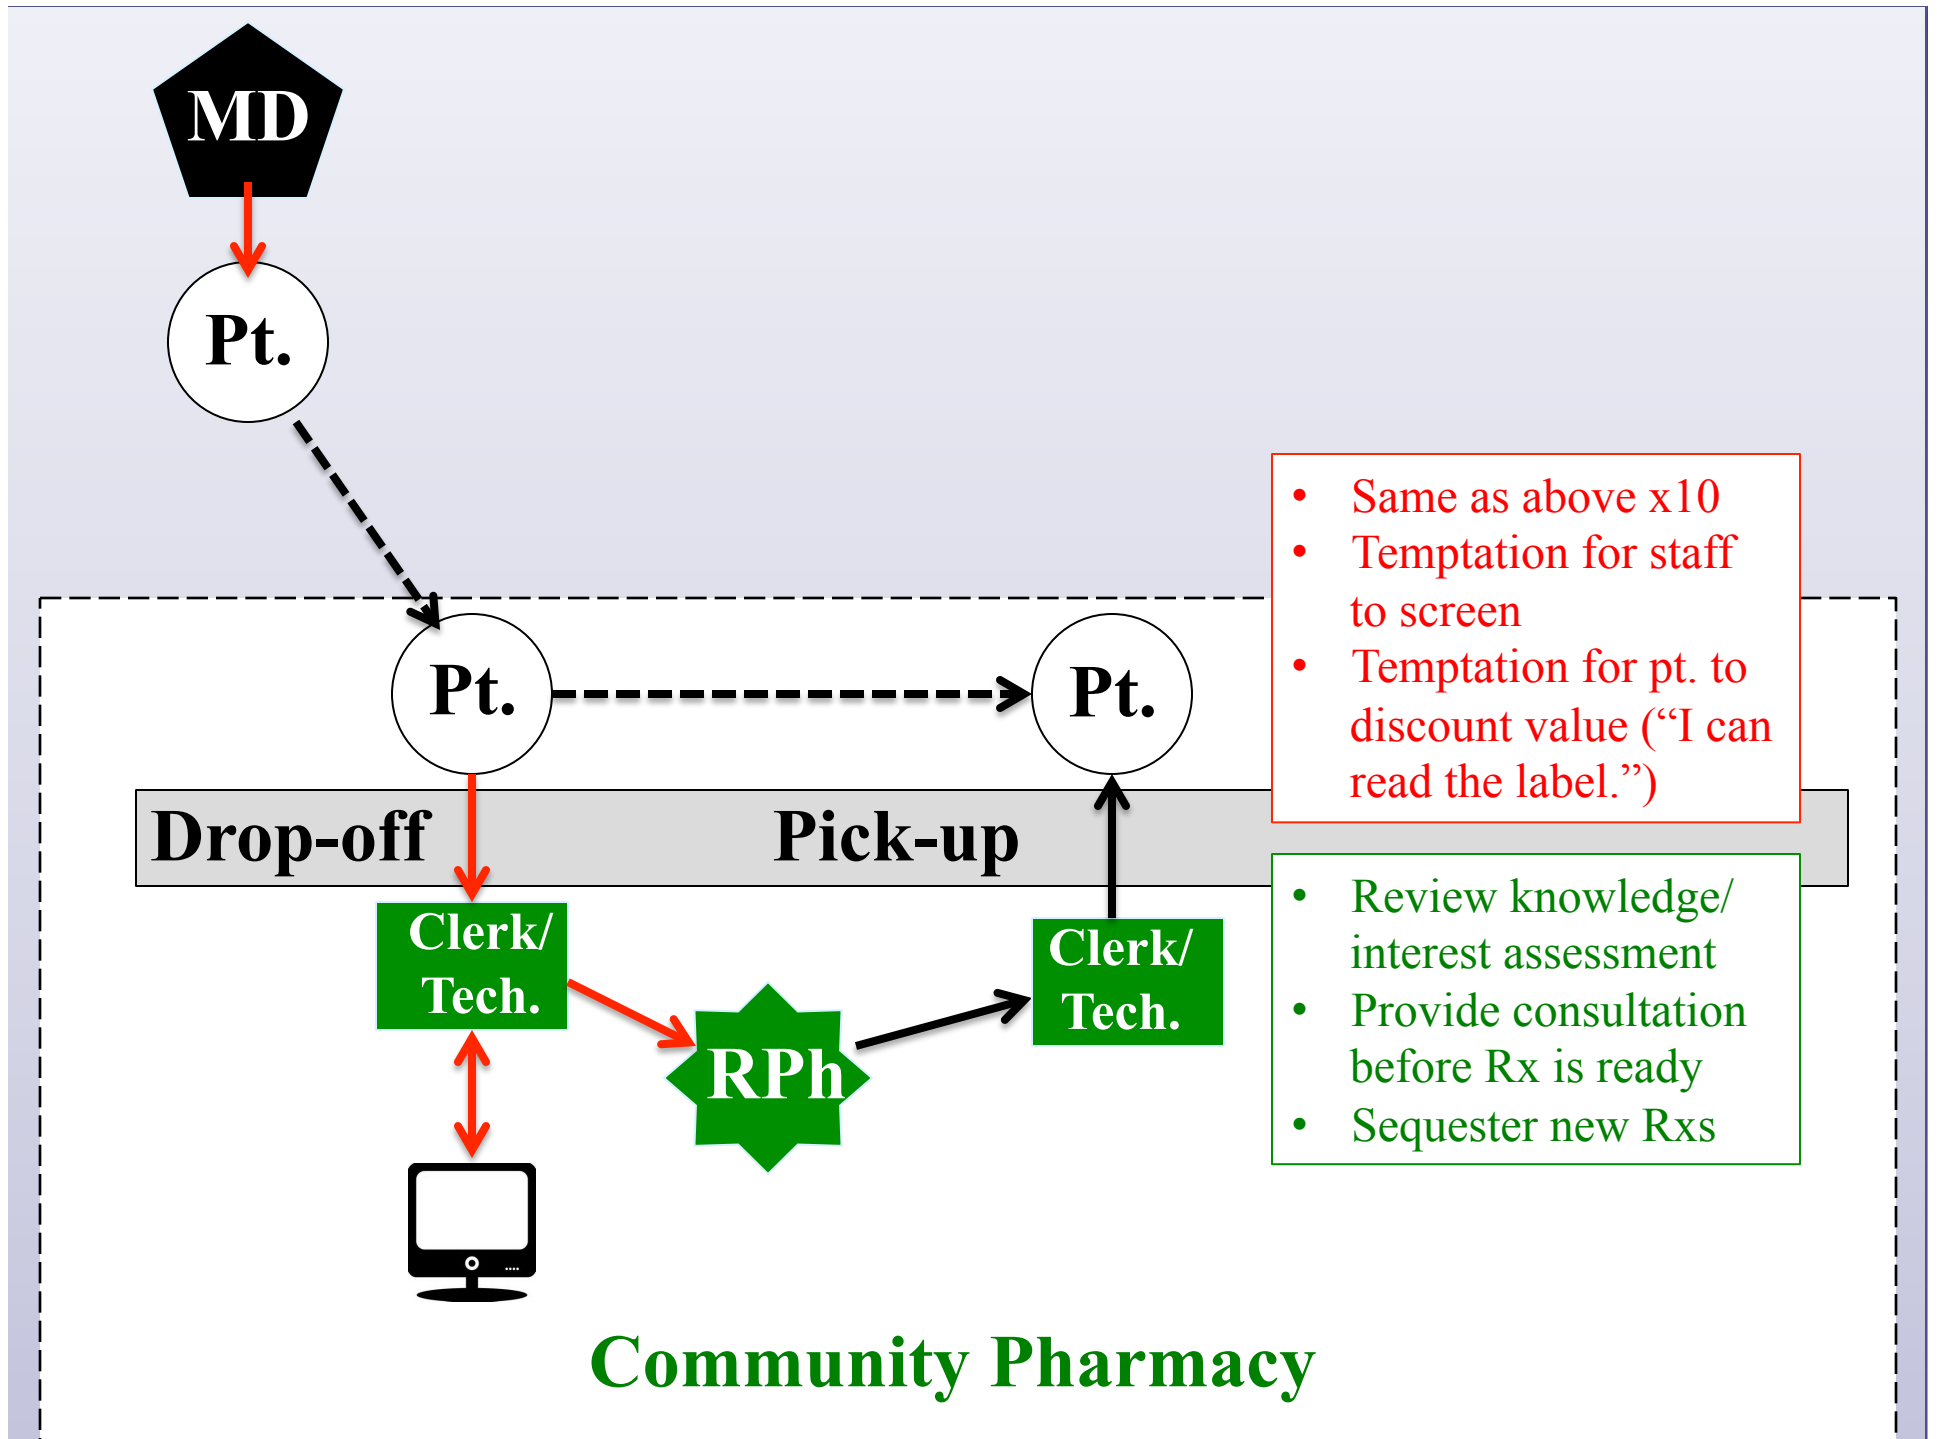 MD
Pt.
Pt.
Pt.
• Same as above x10
• Temptation for staff
to screen
• Temptation for pt. to
discount value (“I can
read the label.”)
Drop-off
Pick-up
Clerk/
Tech.
RPh
Clerk/
Tech.
• Review knowledge/
interest assessment
• Provide consultation
before Rx is ready
• Sequester new Rxs
Community Pharmacy